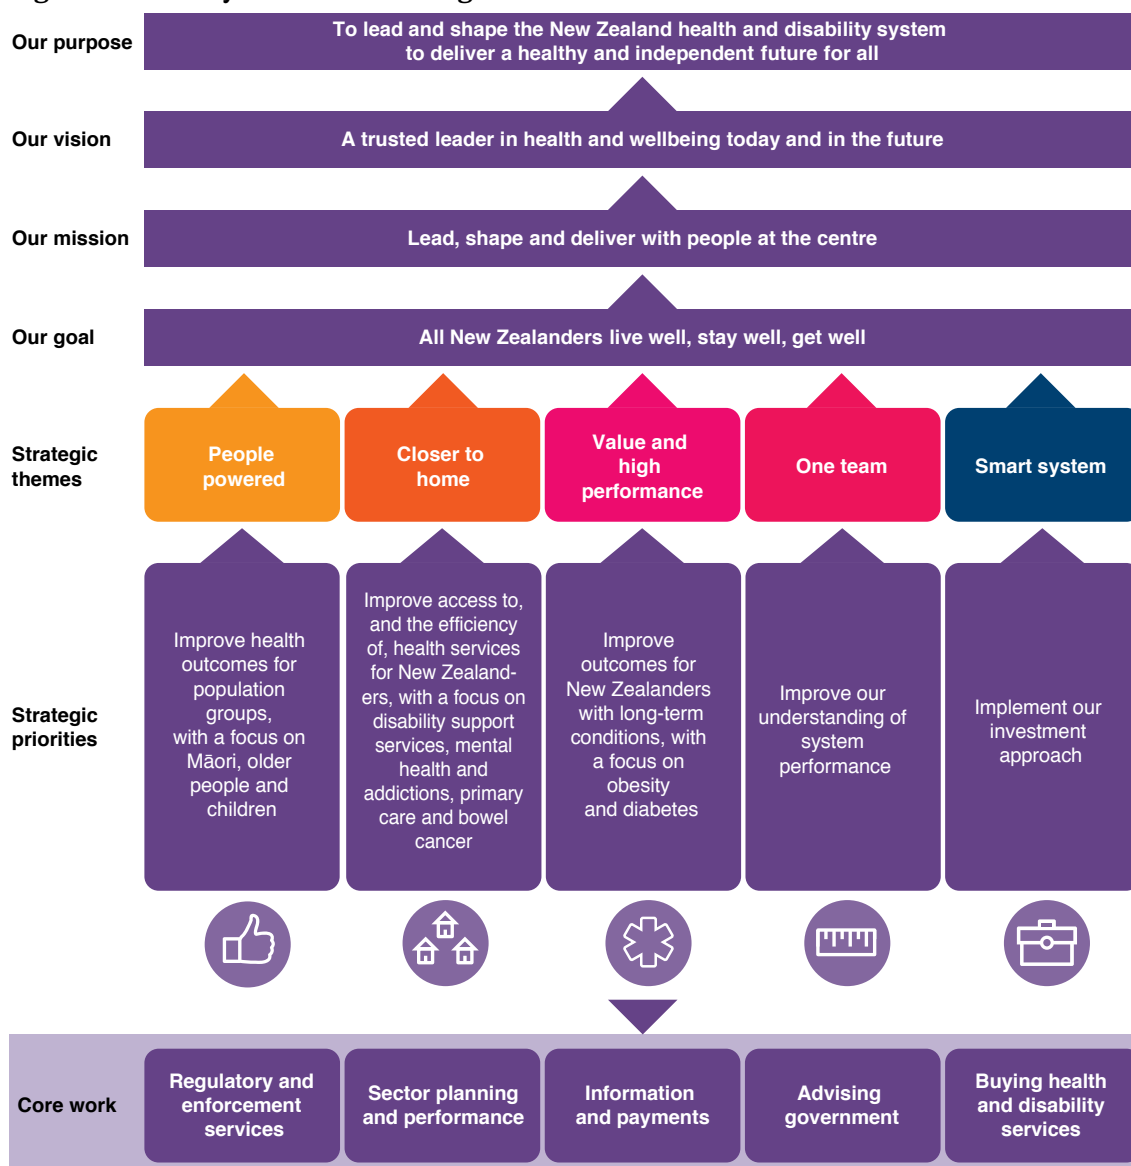 Our purpose
To lead and shape the New Zealand health and disability system
to deliver a healthy and independent future for all
Our vision
A trusted leader in health and wellbeing today and in the future
Our mission
Lead, shape and deliver with people at the centre
Our goal
All New Zealanders live well, stay well, get well
Strategic
themes
People
powered
Closer to
home
Value and
high
performance
One team
Smart system
Strategic
priorities
Improve health
outcomes for
population
groups,
with a focus on
Māori, older
people and
children
Improve access to,
and the efficiency
of, health services
for New Zealand-
ers, with a focus on
disability support
services, mental
health and
addictions, primary
care and bowel
cancer
Improve
outcomes for
New Zealanders
with long-term
conditions, with
a focus on
obesity
and diabetes
Improve our
understanding of
system
performance
Implement our
investment
approach
Core work
Regulatory and
enforcement
services
Sector planning
and performance
Information
and payments
Advising
government
Buying health
and disability
services